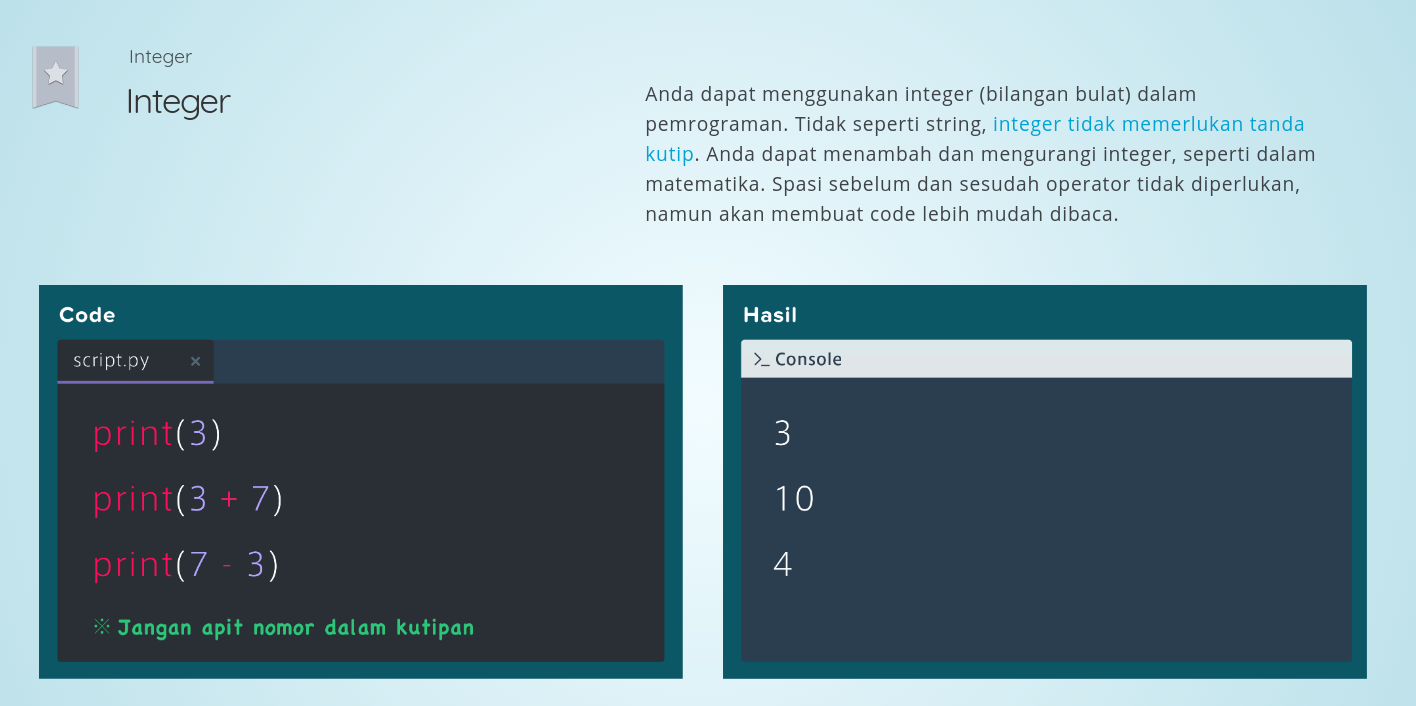 Integer
Integer
Anda dapat menggunakan integer (bilangan bulat) dalam
pemrograman. Tidak seperti string, integer tidak memerlukan tanda
kutip. Anda dapat menambah dan mengurangi integer, seperti dalam
matematika. Spasi sebelum dan sesudah operator tidak diperlukan,
namun akan membuat code lebih mudah dibaca.
Code
script.py ×
print(3)
print(3 + 7)
print(7 - 3)
※ Jangan apit nomor dalam kutipan
Hasil
>_ Console
3
10
4